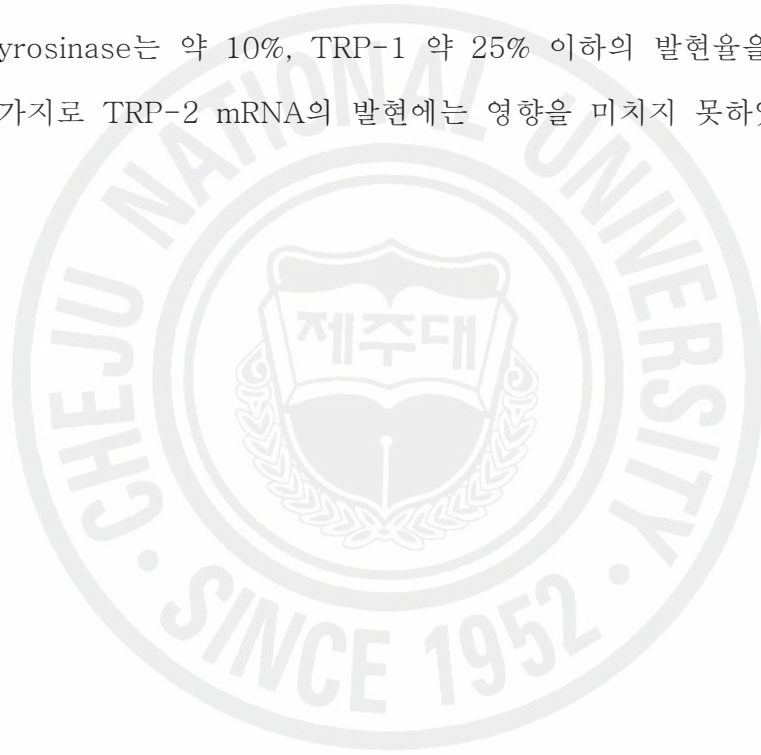 yrosinase는 약 10%, TRP-1 약 25% 이하의 발현율을
가지로 TRP-2 mRNA의 발현에는 영향을 미치지 못하였
CHEJU NATIONAL UNIVERSITY
제주대
· SINCE 1952 ·